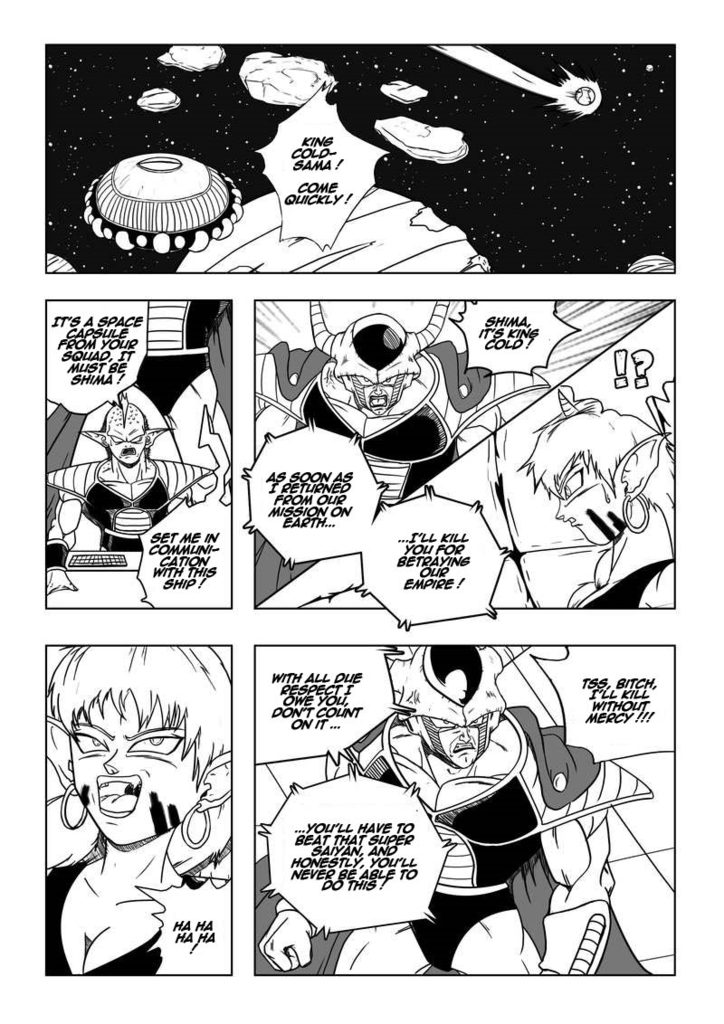 KING
COLD-
SAMA !
COME
QUICKLY !
IT'S A SPACE
CAPSULE
FROM YOUR
SQUAD, IT
MUST BE
SHIMA !
SET ME IN
COMMUNI-
CATION
WITH THIS
SHIP !
SHIMA,
IT'S KING
COLD !
!?
AS SOON AS
I RETURNED
FROM OUR
MISSION ON
EARTH...
...I'LL KILL
YOU FOR
BETRAYING
OUR
EMPIRE !
WITH ALL DUE
RESPECT I
OWE YOU,
DON'T COUNT
ON IT ...
TSS, BITCH,
I'LL KILL
WITHOUT
MERCY !!!
...YOU'LL HAVE TO
BEAT THAT SUPER
SAIYAN, AND
HONESTLY, YOU'LL
NEVER BE ABLE TO
DO THIS !
HA HA
HA HA
!